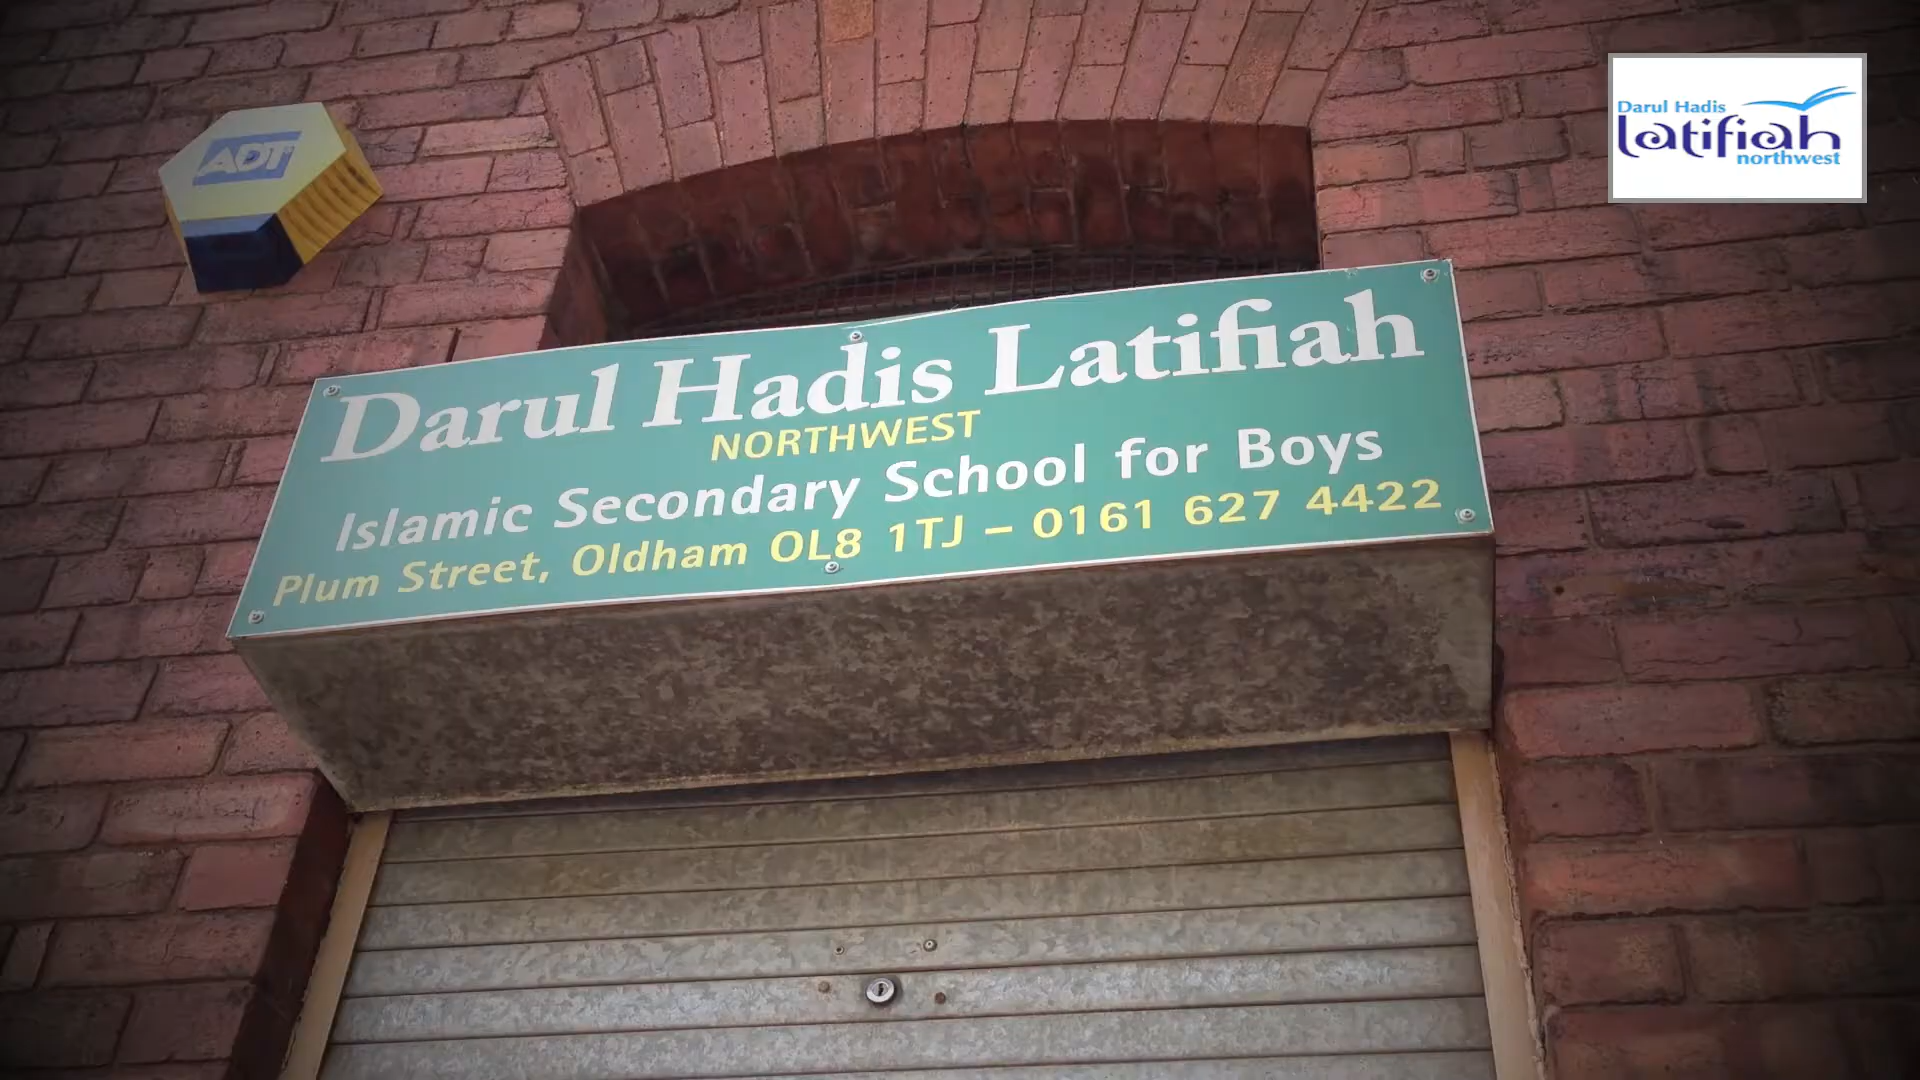 ADT
Darul Hadis
Latifiah
northwest
Darul Hadis Latifiah
NORTHWEST
Islamic Secondary School for Boys
Plum Street, Oldham OL8 1TJ – 0161 627 4422